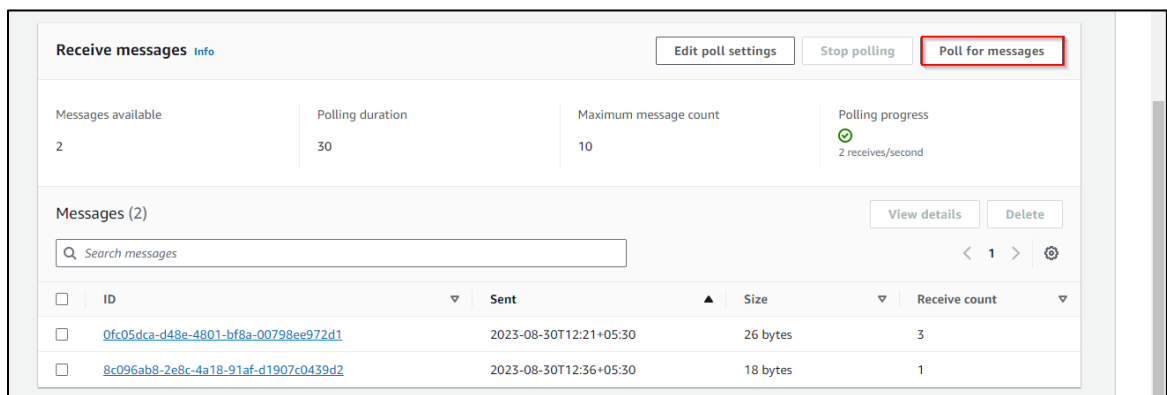 Receive messages Info Edit poll settings Stop polling Poll for messages
Messages available Polling duration Maximum message count Polling progress
2 30 10 2 receives/second
Messages (2) View details Delete
Search messages 1
ID Sent Size Receive count
0fc05dca-d48e-4801-bf8a-00798ee972d1 2023-08-30T12:21+05:30 26 bytes 3
8c096ab8-2e8c-4a18-91af-d1907c0439d2 2023-08-30T12:36+05:30 18 bytes 1